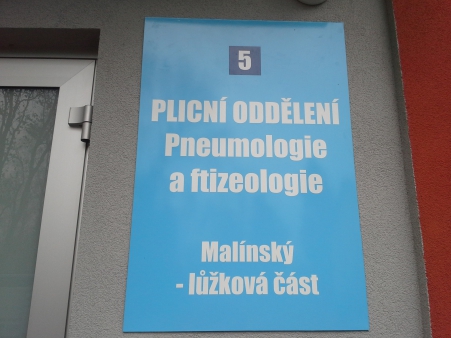 5
PLICNÍ ODDĚLENÍ
Pneumologie
a ftizeologie
Malínský
- lůžková část